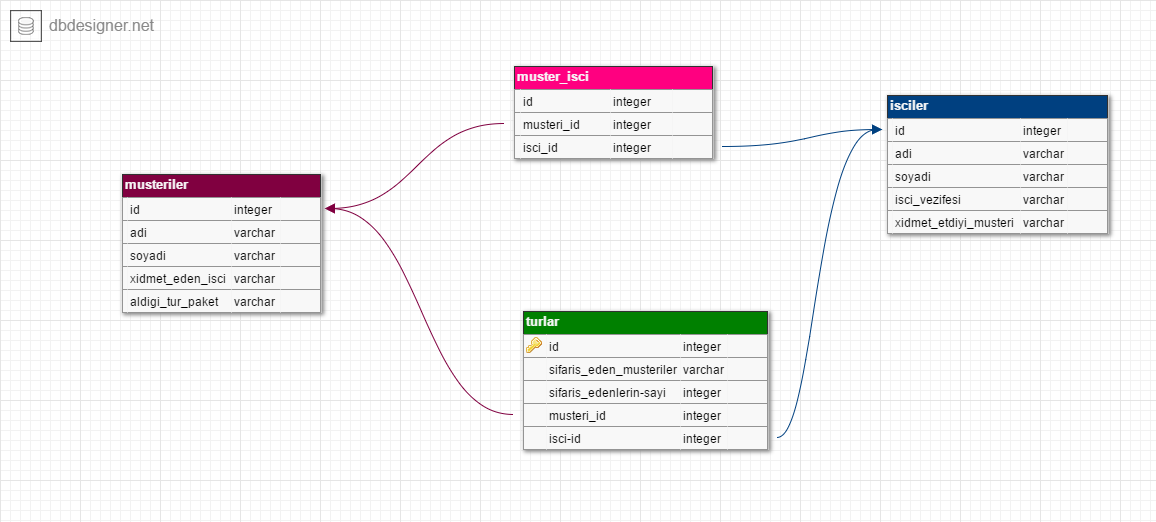 dbdesigner.net
muster_isci
id integer
musteri_id integer
isci_id integer
isciler
id integer
adi varchar
soyadi varchar
isci_vezifesi varchar
xidmet_etdiyi_musteri varchar
musteriler
id integer
adi varchar
soyadi varchar
xidmet_eden_isci varchar
aldigi_tur_paket varchar
turlar
id integer
sifaris_eden_musteriler varchar
sifaris_edenlerin-sayi integer
musteri_id integer
isci-id integer